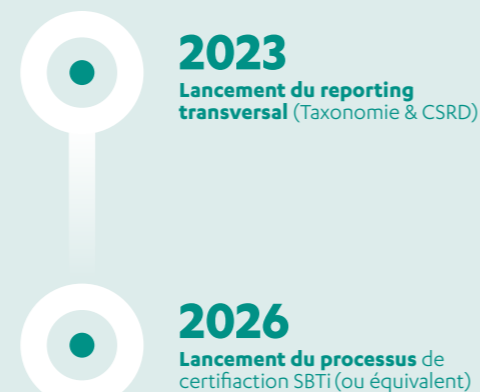 2023
Lancement du reporting
transversal (Taxonomie & CSRD)
2026
Lancement du processus de
certifiaction SBTi (ou équivalent)